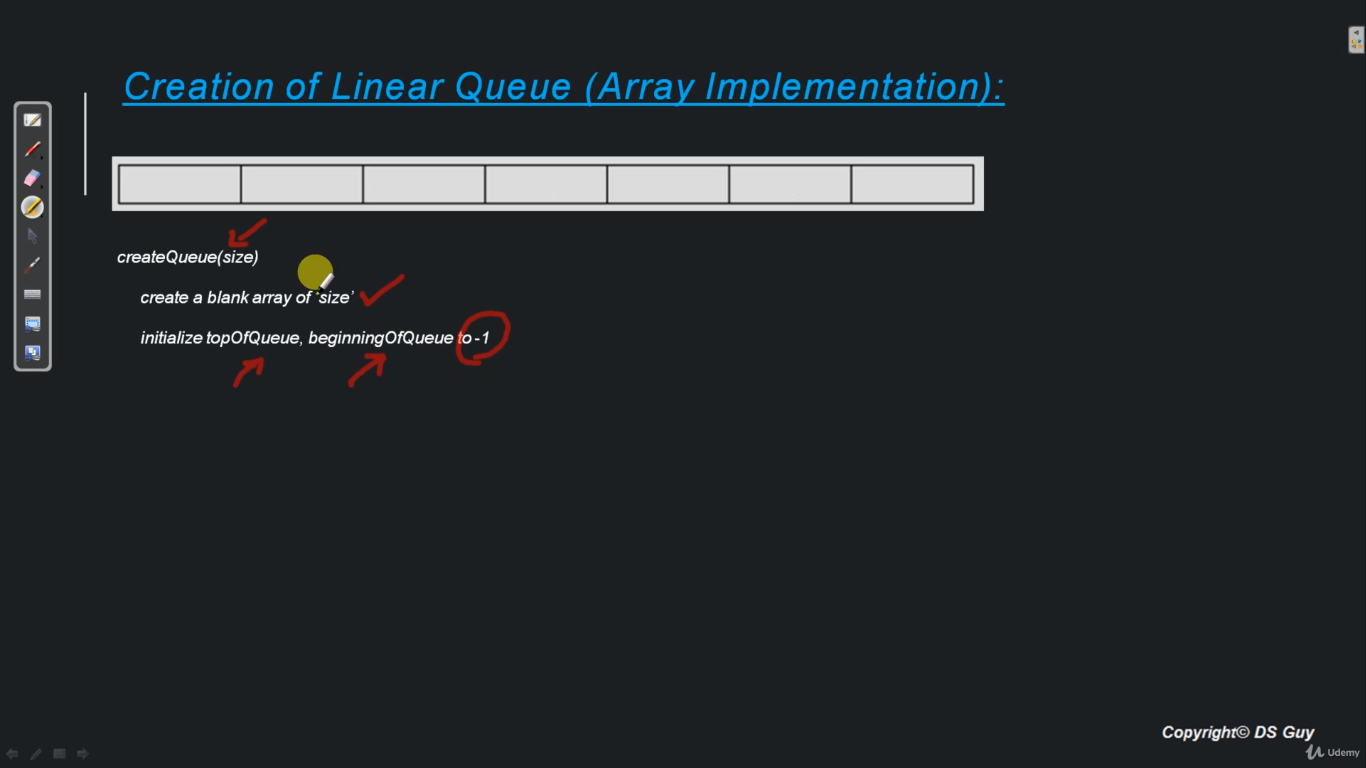 Creation of Linear Queue (Array Implementation):
createQueue(size)
create a blank array of ‘size’
initialize topOfQueue, beginningOfQueue to -1
Copyright© DS Guy
Udemy